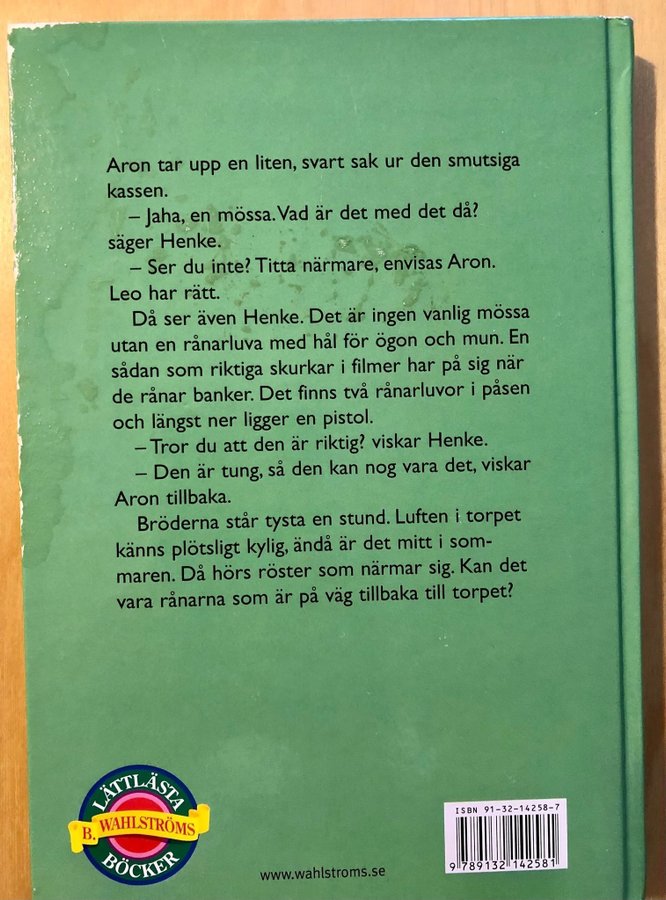 Aron tar upp en liten, svart sak ur den smutsiga
kassen.
– Jaha, en mössa. Vad är det med det då?
säger Henke.
– Ser du inte? Titta närmare, envisas Aron.
Leo har rätt.
Då ser även Henke. Det är ingen vanlig mössa
utan en rånarluva med hål för ögon och mun. En
sådan som riktiga skurkar i filmer har på sig när
de rånar banker. Det finns två rånarluvor i påsen
och längst ner ligger en pistol.
– Tror du att den är riktig? viskar Henke.
– Den är tung, så den kan nog vara det, viskar
Aron tillbaka.
Bröderna står tysta en stund. Luften i torpet
känns plötsligt kylig, ändå är det mitt i som-
maren. Då hörs röster som närmar sig. Kan det
vara rånarna som är på väg tillbaka till torpet?
LÄTTLÄSTA
B. WAHLSTRÖMS
BÖCKER
www.wahlstroms.se
ISBN 91-32-14258-7
9 789132 142581